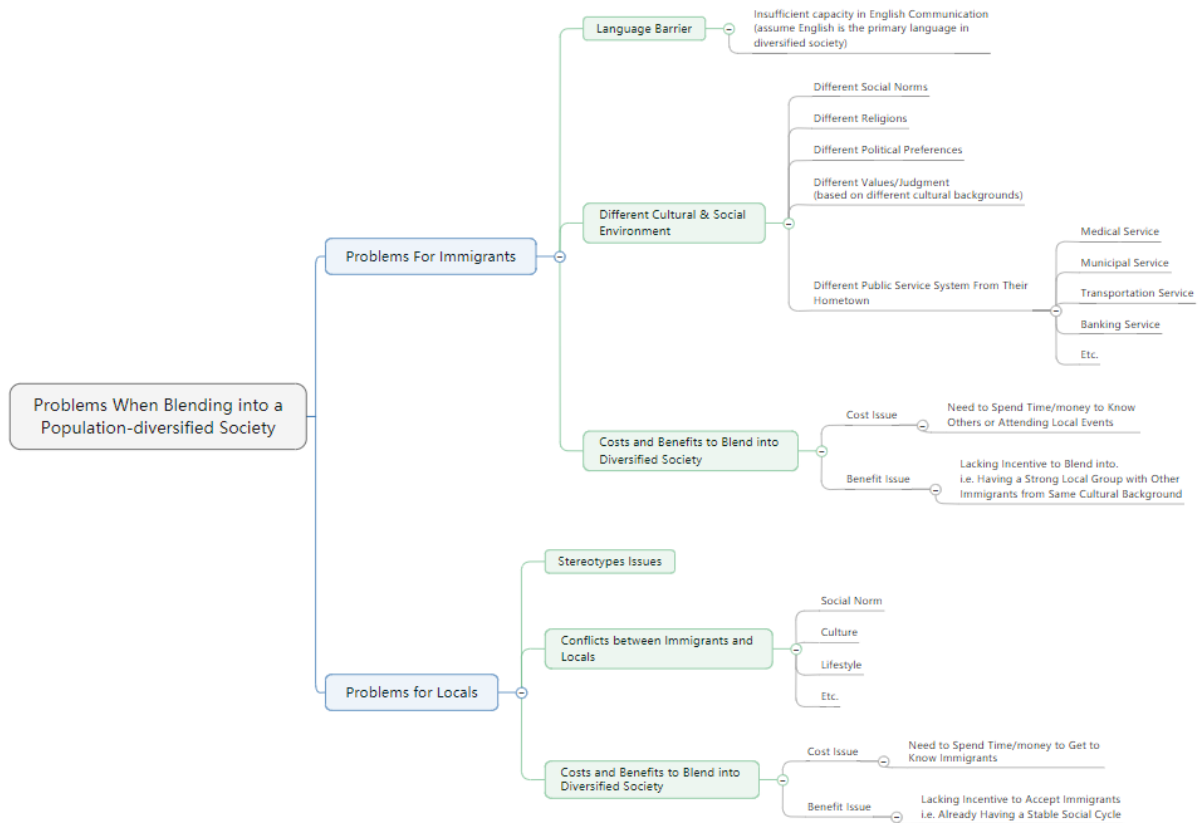 Problems When Blending into a
Population-diversified Society
Problems For Immigrants
Language Barrier
Insufficient capacity in English Communication
(assume English is the primary language in
diversified society)
Different Cultural & Social
Environment
Different Social Norms
Different Religions
Different Political Preferences
Different Values/Judgment
(based on different cultural backgrounds)
Different Public Service System From Their
Hometown
Medical Service
Municipal Service
Transportation Service
Banking Service
Etc.
Costs and Benefits to Blend into
Diversified Society
Cost Issue
Need to Spend Time/money to Know
Others or Attending Local Events
Benefit Issue
Lacking Incentive to Blend into.
i.e. Having a Strong Local Group with Other
Immigrants from Same Cultural Background
Problems for Locals
Stereotypes Issues
Conflicts between Immigrants and
Locals
Social Norm
Culture
Lifestyle
Etc.
Costs and Benefits to Blend into
Diversified Society
Cost Issue
Need to Spend Time/money to Get to
Know Immigrants
Benefit Issue
Lacking Incentive to Accept Immigrants
i.e. Already Having a Stable Social Cycle